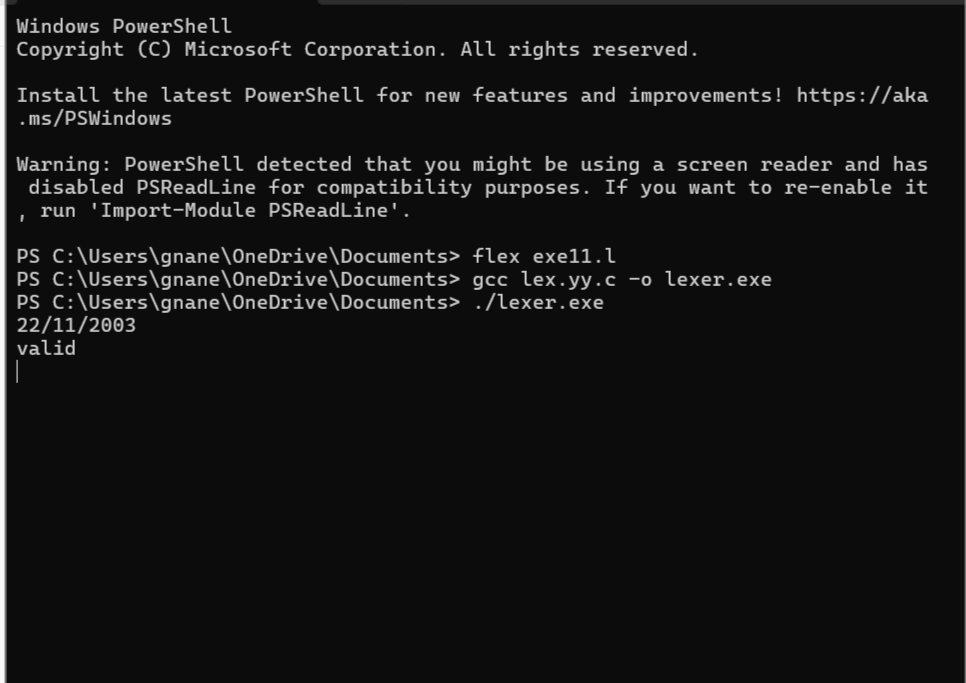 Windows PowerShell
Copyright (C) Microsoft Corporation. All rights reserved.
Install the latest PowerShell for new features and improvements! https://aka
.ms/PSWindows
Warning: PowerShell detected that you might be using a screen reader and has
 disabled PSReadLine for compatibility purposes. If you want to re-enable it
, run 'Import-Module PSReadLine'.
PS C:\Users\gnane\OneDrive\Documents> flex exe11.l
PS C:\Users\gnane\OneDrive\Documents> gcc lex.yy.c -o lexer.exe
PS C:\Users\gnane\OneDrive\Documents> ./lexer.exe
22/11/2003
valid